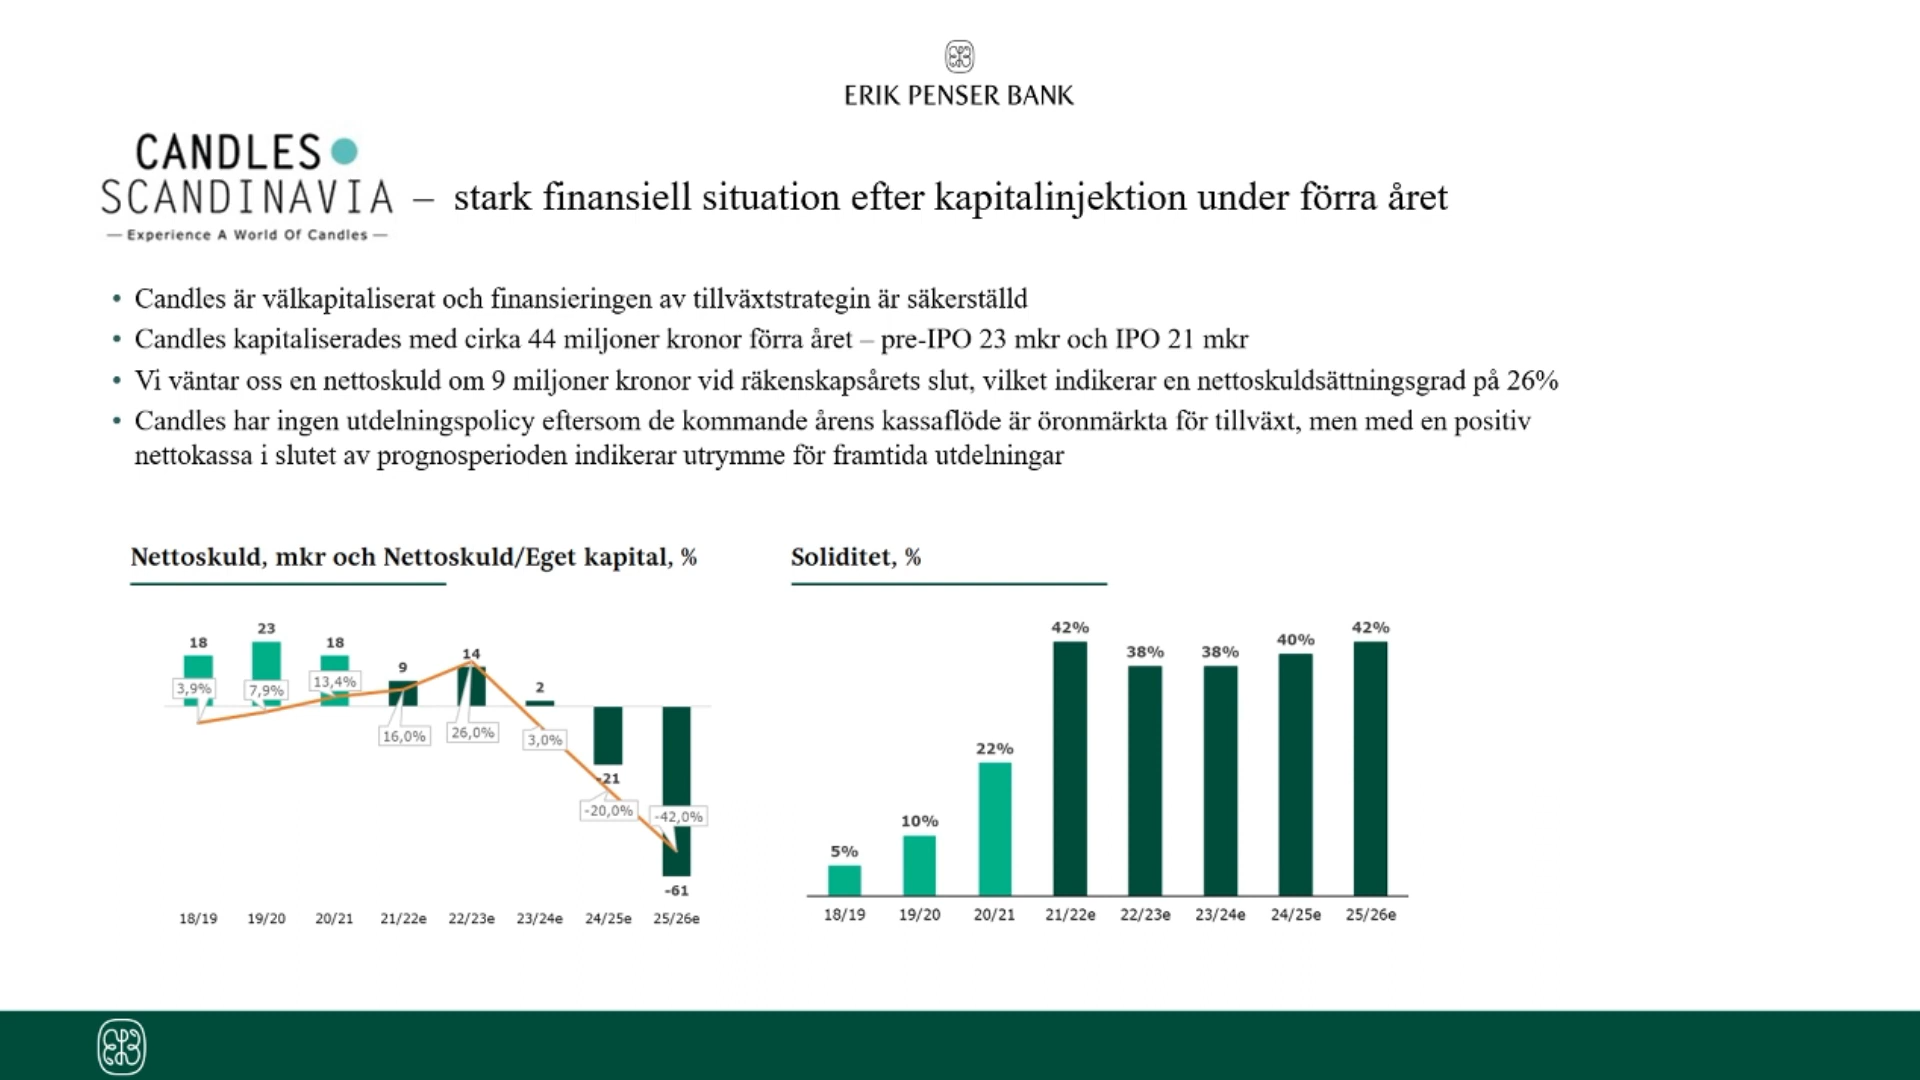 ERIK PENSER BANK
CANDLES
SCANDINAVIA – stark finansiell situation efter kapitalinjektion under förra året
— Experience A World Of Candles —
• Candles är välkapitaliserat och finansieringen av tillväxtstrategin är säkerställd
• Candles kapitaliserades med cirka 44 miljoner kronor förra året – pre-IPO 23 mkr och IPO 21 mkr
• Vi väntar oss en nettoskuld om 9 miljoner kronor vid räkenskapsårets slut, vilket indikerar en nettoskuldsättningsgrad på 26%
• Candles har ingen utdelningspolicy eftersom de kommande årens kassaflöde är öronmärkta för tillväxt, men med en positiv
nettokassa i slutet av prognosperioden indikerar utrymme för framtida utdelningar
Nettoskuld, mkr och Nettoskuld/Eget kapital, %
18 23 18 9 14 2 -21 -61
3,9% 7,9% 13,4% 16,0% 26,0% 3,0% -20,0% -42,0%
18/19 19/20 20/21 21/22e 22/23e 23/24e 24/25e 25/26e
Soliditet, %
5% 10% 22% 42% 38% 38% 40% 42%
18/19 19/20 20/21 21/22e 22/23e 23/24e 24/25e 25/26e